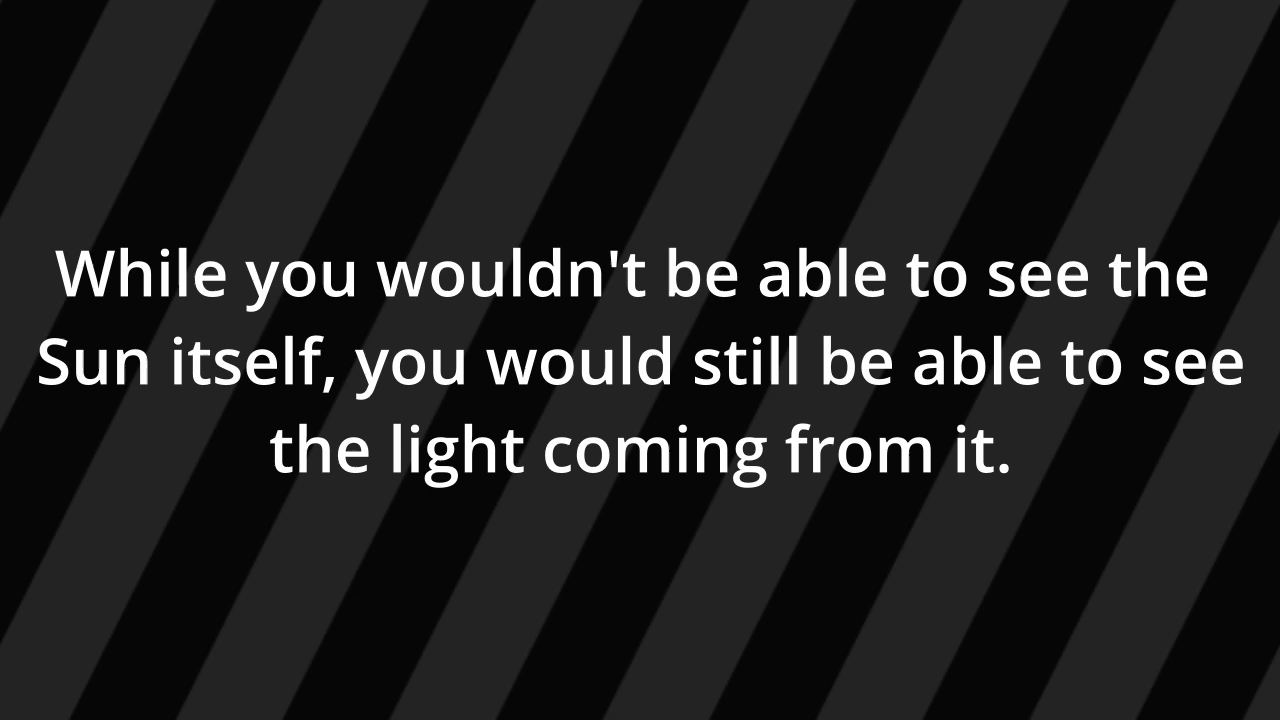 While you wouldn't be able to see the
Sun itself, you would still be able to see
the light coming from it.